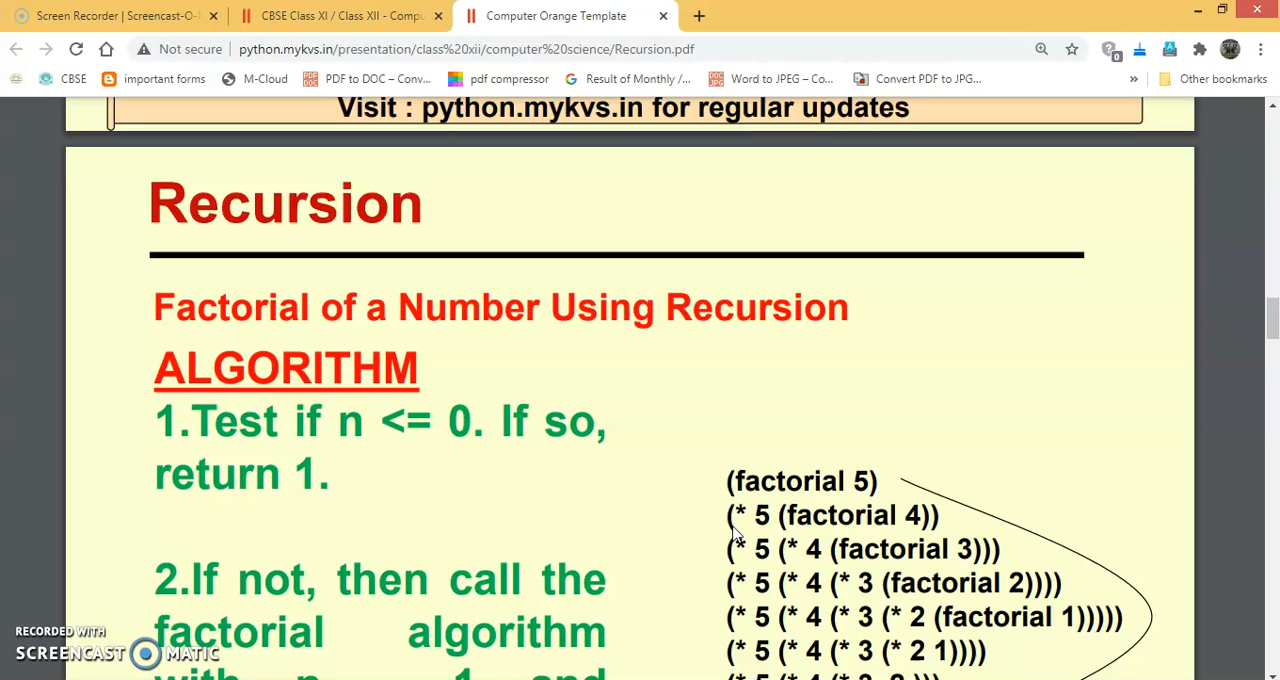 Screen Recorder | Screencast-O-
CBSE Class XI / Class XII - Compu
Computer Orange Template
Not secure
python.mykvs.in/presentation/class%20xii/computer%20science/Recursion.pdf
0
CBSE
important forms
M-Cloud
PDF to DOC – Conv...
pdf compressor
Result of Monthly /...
Word to JPEG – Co...
Convert PDF to JPG...
»
Other bookmarks
Visit : python.mykvs.in for regular updates
Recursion
Factorial of a Number Using Recursion
ALGORITHM
1.Test if n <= 0. If so,
return 1.
2.If not, then call the
factorial algorithm
with n - 1 and
(factorial 5)
(* 5 (factorial 4))
(* 5 (* 4 (factorial 3)))
(* 5 (* 4 (* 3 (factorial 2))))
(* 5 (* 4 (* 3 (* 2 (factorial 1)))))
(* 5 (* 4 (* 3 (* 2 1))))
RECORDED WITH
SCREENCAST MATIC